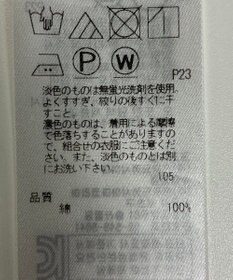 P W
P23
淡色のものは無蛍光洗剤を使用、
よくすすぎ、絞りの後すぐに干
すこと。
濃色のものは、着用による摩擦
で色落ちすることがありますの
で、組合せの衣服にご注意くださ
い。また、淡色のものとは別
にお洗い下さい。
105
品質
綿 100%